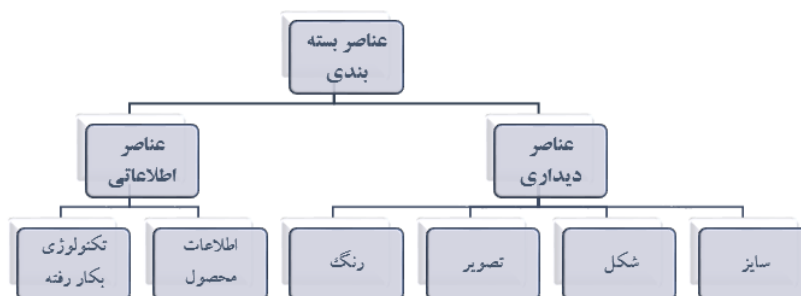 عناصر بسته
بندی
عناصر
دیداری
عناصر
اطلاعاتی
سایز
شکل
تصویر
رنگ
اطلاعات
محصول
تکنولوژی
بکار رفته